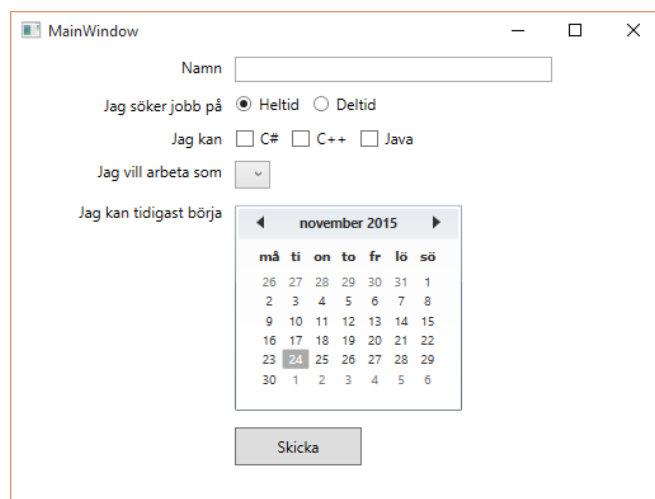 MainWindow
Namn
Jag söker jobb på Heltid Deltid
Jag kan C# C++ Java
Jag vill arbeta som
Jag kan tidigast börja
november 2015
må ti on to fr lö sö
26 27 28 29 30 31 1
2 3 4 5 6 7 8
9 10 11 12 13 14 15
16 17 18 19 20 21 22
23 24 25 26 27 28 29
30 1 2 3 4 5 6
Skicka